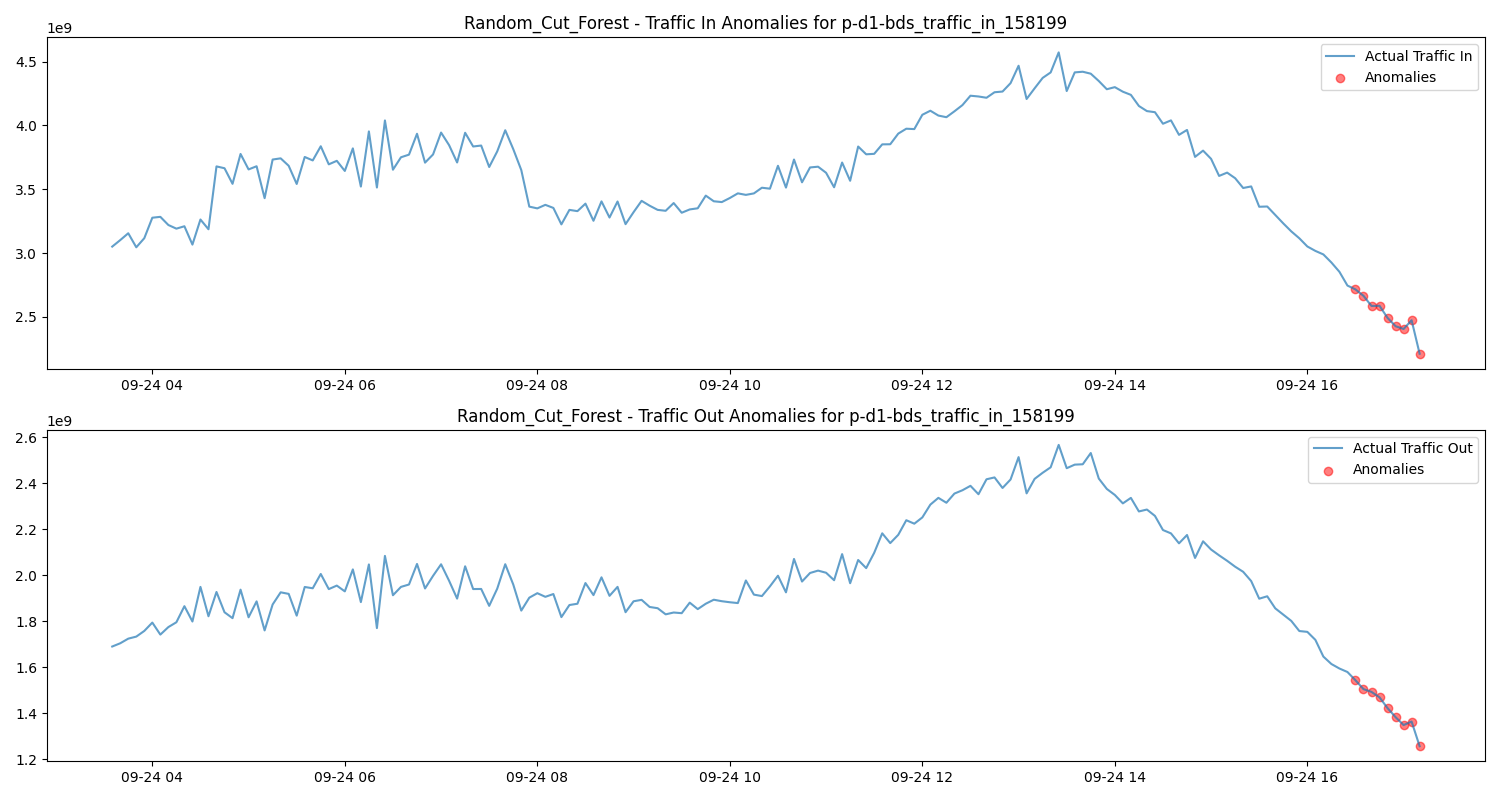 Random_Cut_Forest - Traffic In Anomalies for p-d1-bds_traffic_in_158199
1e9
Actual Traffic In
Anomalies
4.5
4.0
3.5
3.0
2.5
09-24 04 09-24 06 09-24 08 09-24 10 09-24 12 09-24 14 09-24 16
Random_Cut_Forest - Traffic Out Anomalies for p-d1-bds_traffic_in_158199
1e9
Actual Traffic Out
Anomalies
2.6
2.4
2.2
2.0
1.8
1.6
1.4
1.2
09-24 04 09-24 06 09-24 08 09-24 10 09-24 12 09-24 14 09-24 16